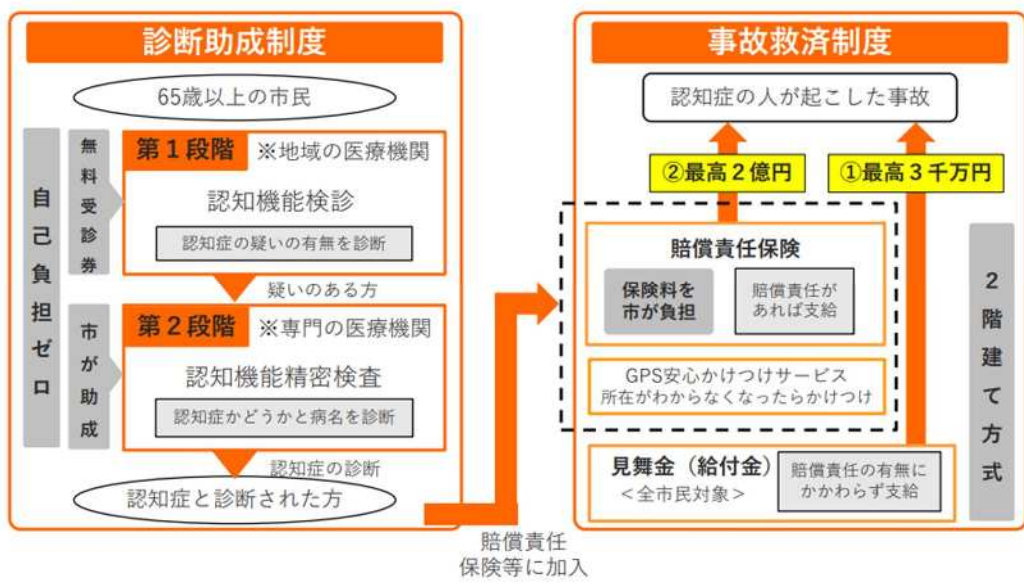 診断助成制度
65歳以上の市民
自己負担ゼロ
無料受診券
第1段階
※地域の医療機関
認知機能検診
認知症の疑いの有無を診断
疑いのある方
市が助成
第2段階
※専門の医療機関
認知機能精密検査
認知症かどうかと病名を診断
認知症の診断
認知症と診断された方
賠償責任
保険等に加入
事故救済制度
認知症の人が起こした事故
②最高2億円
①最高3千万円
賠償責任保険
保険料を
市が負担
賠償責任が
あれば支給
GPS安心かけつけサービス
所在がわからなくなったらかけつけ
見舞金（給付金）
＜全市民対象＞
賠償責任の有無に
かかわらず支給
2階建て方式